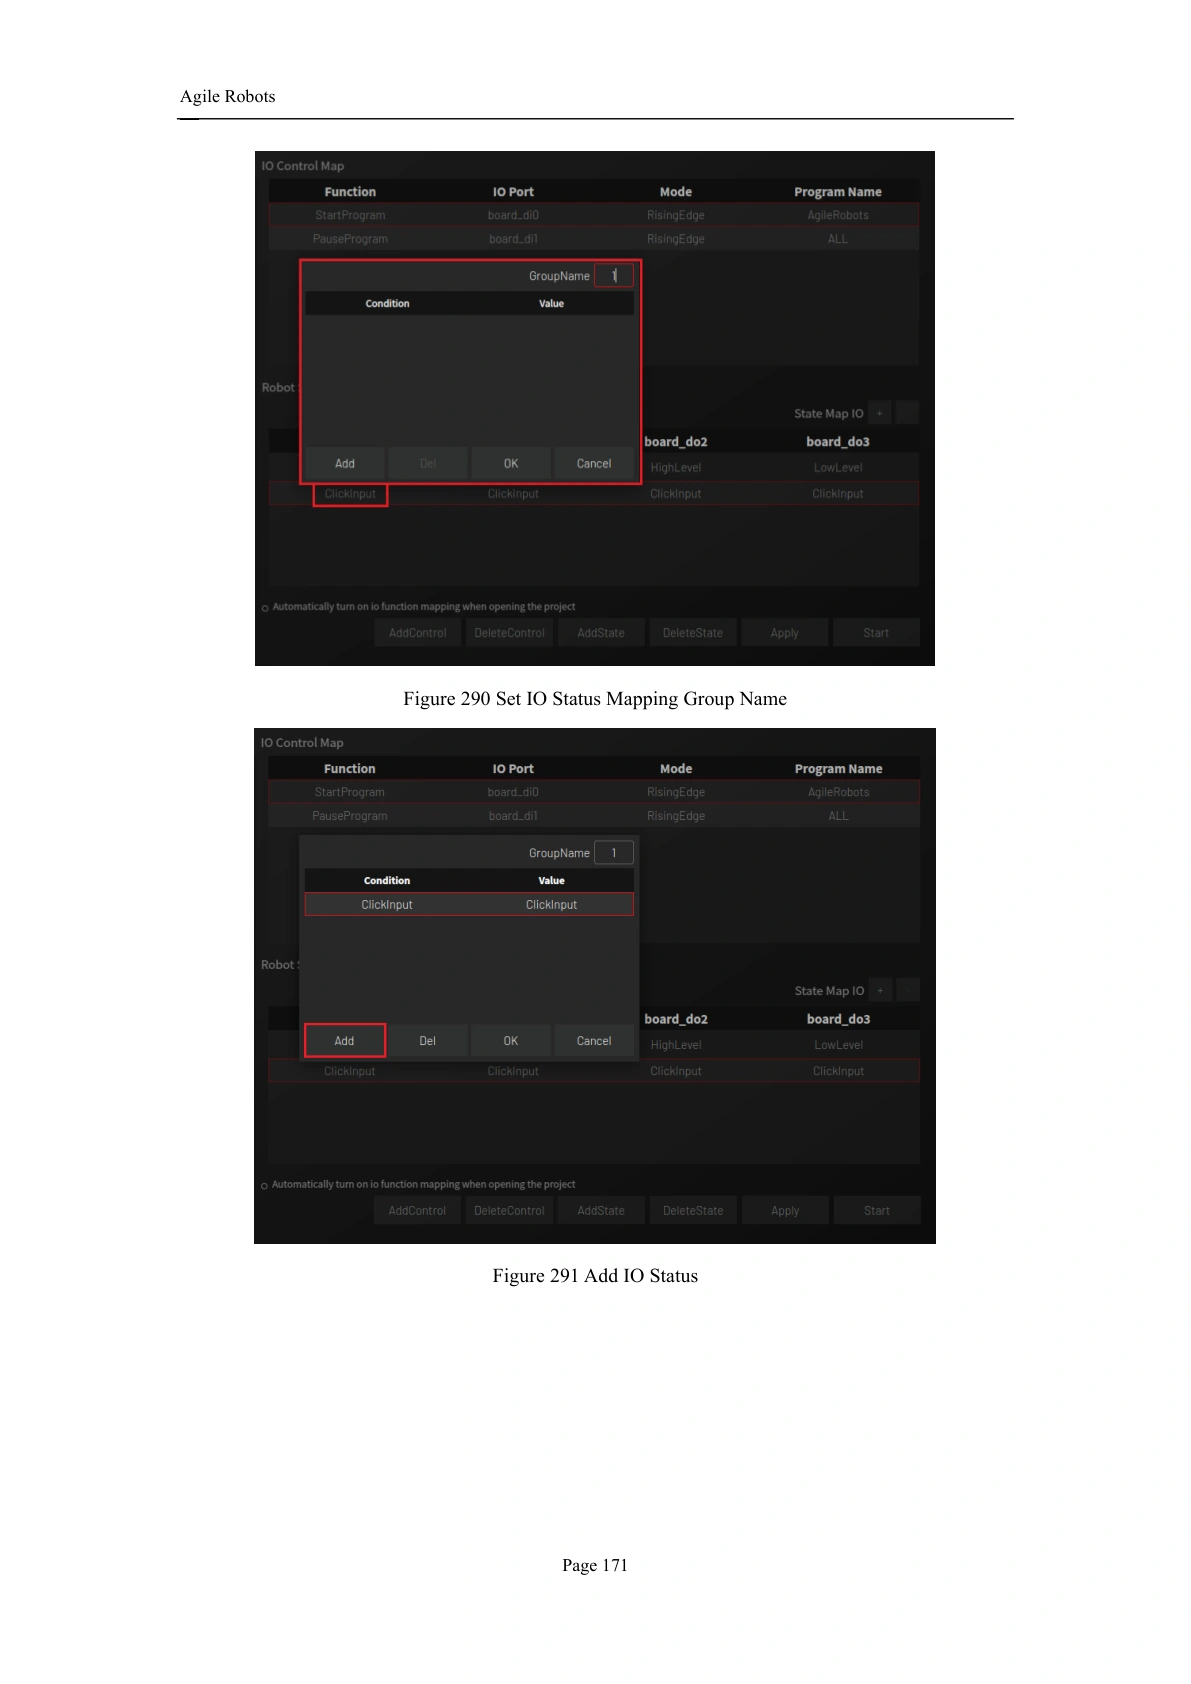 Agile Robots
IO Control Map
Function IO Port Mode Program Name
StartProgram board_di0 RisingEdge AgileRobots
PauseProgram board_di1 RisingEdge ALL
GroupName 1
Condition Value
Robot
State Map IO +
board_do2 board_do3
Add Del OK Cancel
HighLevel LowLevel
ClickInput ClickInput ClickInput ClickInput
Automatically turn on io function mapping when opening the project
AddControl DeleteControl AddState DeleteState Apply Start
Figure 290 Set IO Status Mapping Group Name
IO Control Map
Function IO Port Mode Program Name
StartProgram board_di0 RisingEdge AgileRobots
PauseProgram board_di1 RisingEdge ALL
GroupName 1
Condition Value
ClickInput ClickInput
Robot
State Map IO +
board_do2 board_do3
Add Del OK Cancel
HighLevel LowLevel
ClickInput ClickInput ClickInput ClickInput
Automatically turn on io function mapping when opening the project
AddControl DeleteControl AddState DeleteState Apply Start
Figure 291 Add IO Status
Page 171